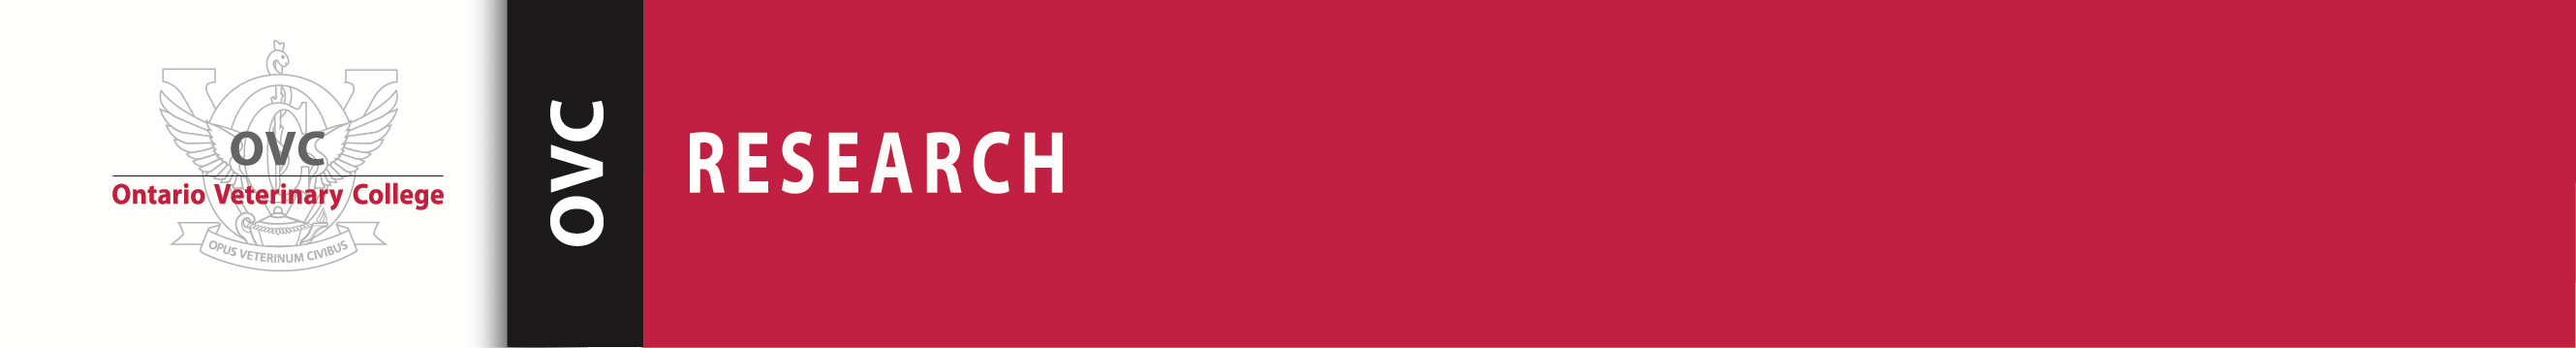 OVC
Ontario Veterinary College
OPUS VETERINUM CIVIBUS
OVC
RESEARCH